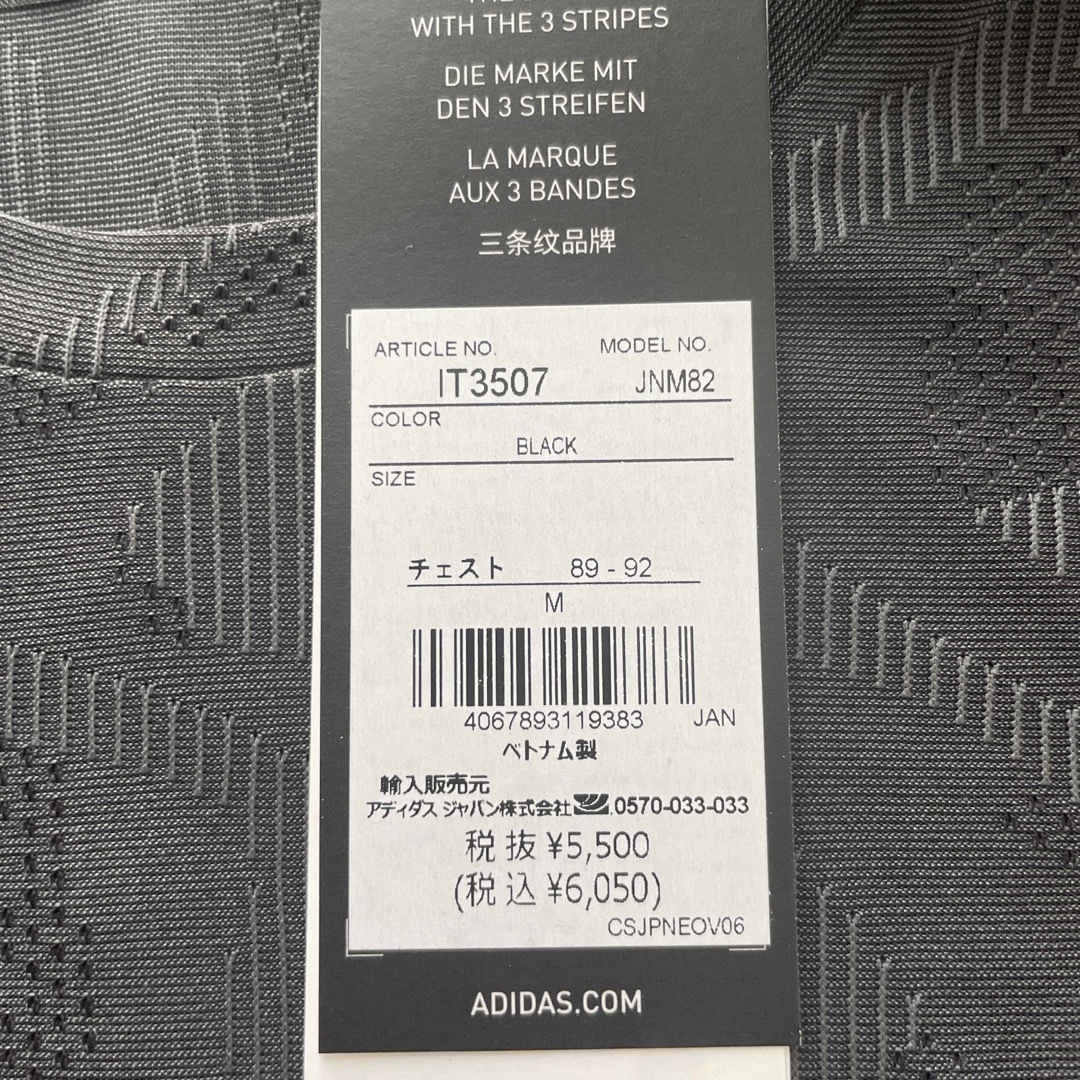 WITH THE 3 STRIPES
DIE MARKE MIT
DEN 3 STREIFEN
LA MARQUE
AUX 3 BANDES
三条纹品牌
ARTICLE NO. MODEL NO.
IT3507 JNM82
COLOR
BLACK
SIZE
チェスト 89 - 92
M
4067893119383 JAN
ベトナム製
輸入販売元
アディダス ジャパン株式会社 0570-033-033
税抜 ¥5,500
(税込 ¥6,050)
CSJPNEOV06
ADIDAS.COM